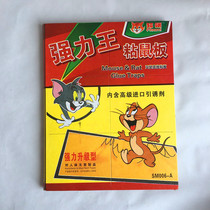 强力王
粘鼠板
Mouse & Rat
Glue Traps
内含高级进口引诱剂
强力升级型
SM006-A